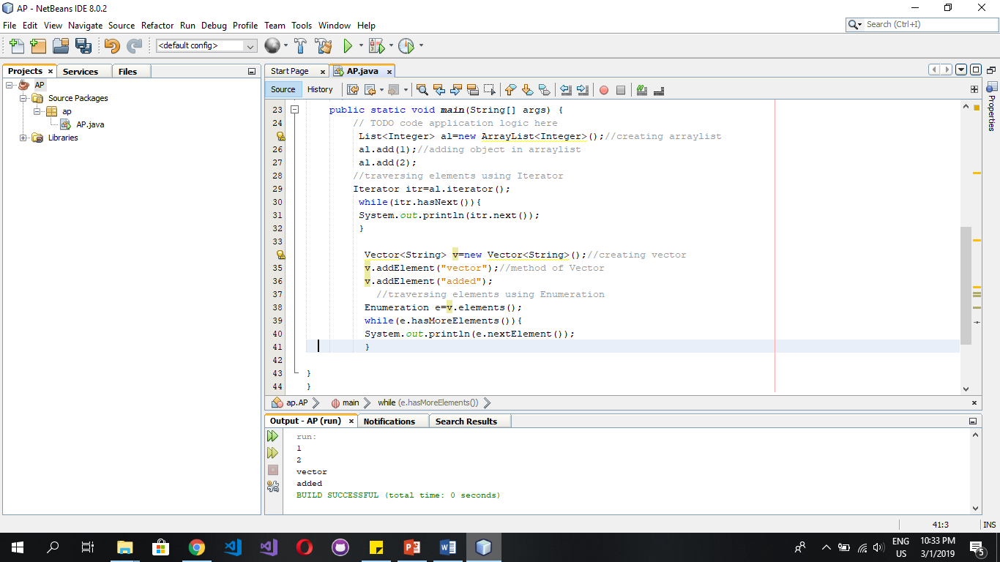 AP - NetBeans IDE 8.0.2
File Edit View Navigate Source Refactor Run Debug Profile Team Tools Window Help
Search (Ctrl+I)
<default config>
Projects × Services Files
AP
Source Packages
ap
AP.java
Libraries
Start Page × AP.java ×
Source History
23 public static void main(String[] args) {
24 // TODO code application logic here
List<Integer> al=new ArrayList<Integer>();//creating arraylist
26 al.add(1);//adding object in arraylist
27 al.add(2);
28 //traversing elements using Iterator
29 Iterator itr=al.iterator();
30 while(itr.hasNext()){
31 System.out.println(itr.next());
32 }
33
Vector<String> v=new Vector<String>();//creating vector
35 v.addElement("vector");//method of Vector
36 v.addElement("added");
37 //traversing elements using Enumeration
38 Enumeration e=v.elements();
39 while(e.hasMoreElements()){
40 System.out.println(e.nextElement());
41 }
42
43 }
44 }
ap.AP main while (e.hasMoreElements())
Properties
Output - AP (run) × Notifications Search Results
run:
1
2
vector
added
BUILD SUCCESSFUL (total time: 0 seconds)
41:3 INS
ENG
US
10:33 PM
3/1/2019
5